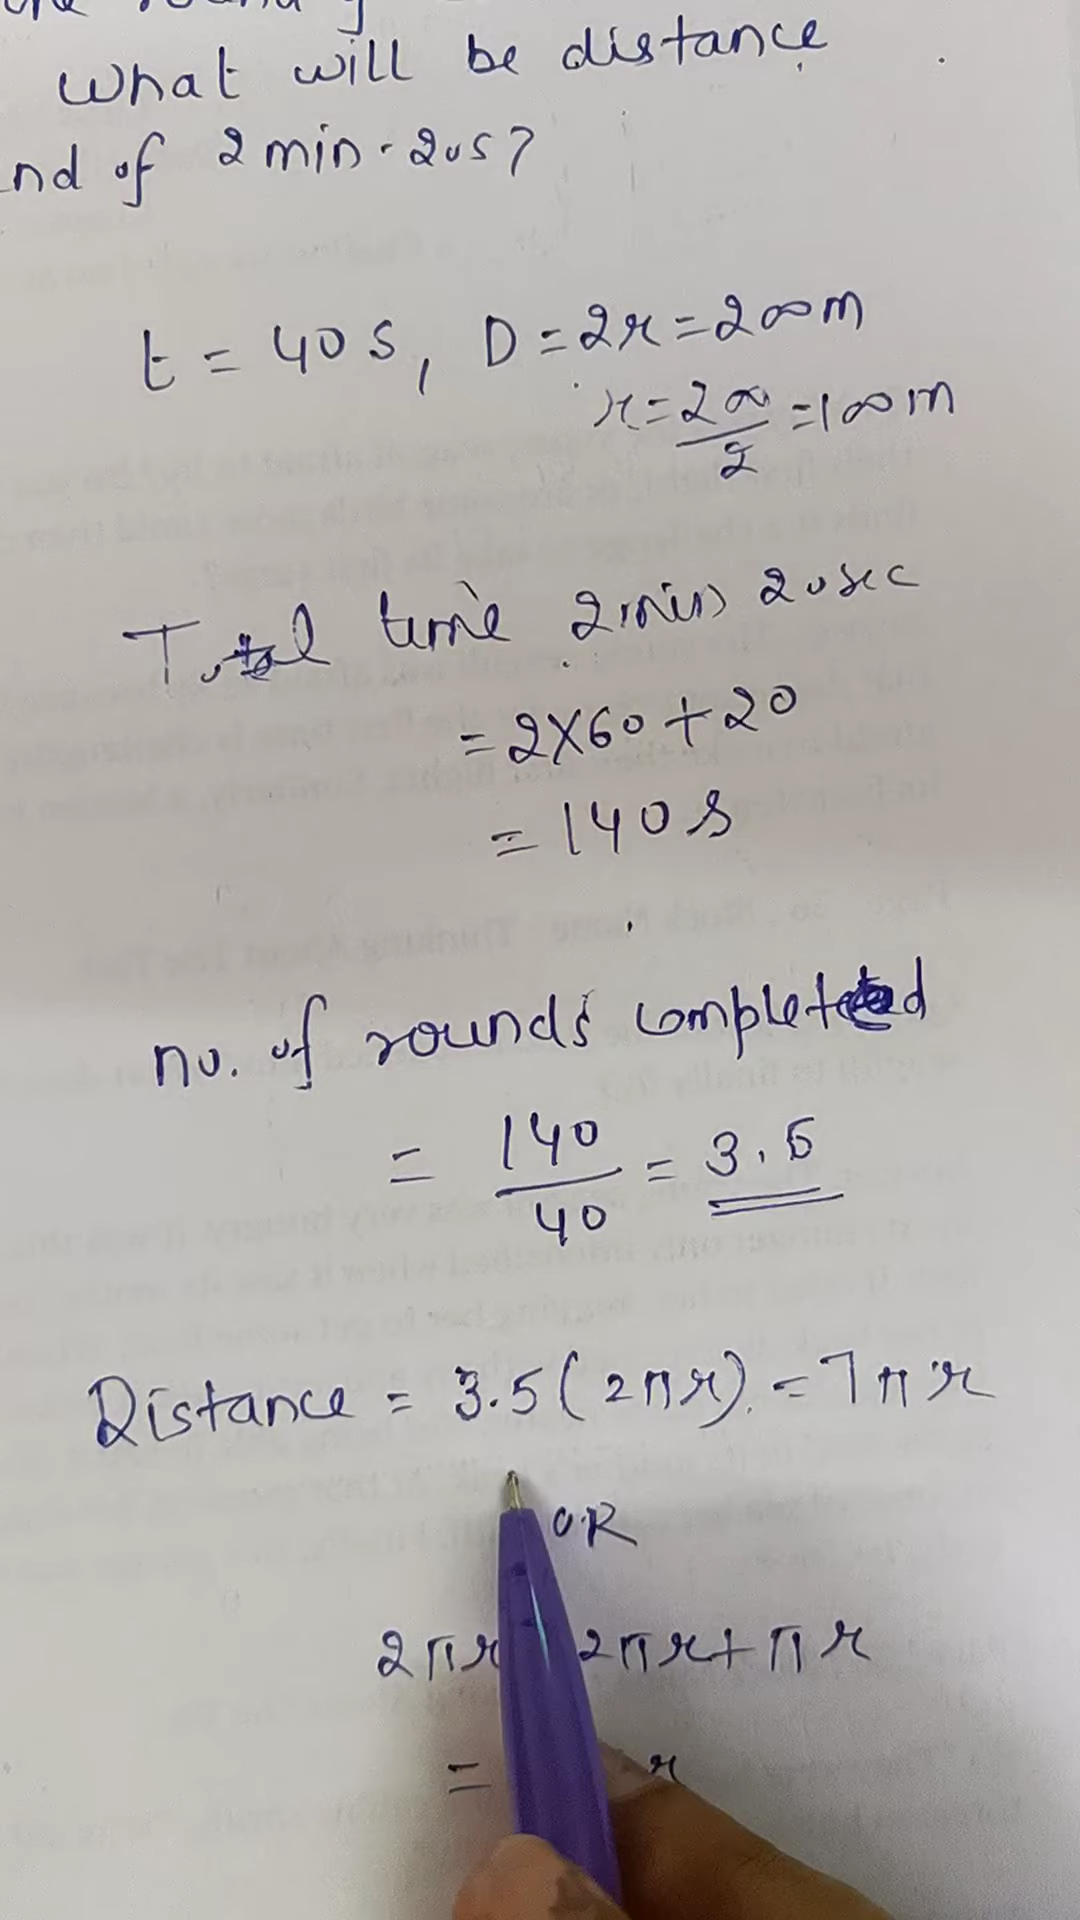 What will be distance
nd of 2 min. 20s?
t = 40 s, D = 2r = 200m
r = 200/2 = 100m
Total time 2 min 20 sec
= 2×60 + 20
= 140 s
no. of rounds completed
= 140/40 = 3.5
Distance = 3.5 (2πr) = 7πr
OR
2πr 2πr + πr
= r